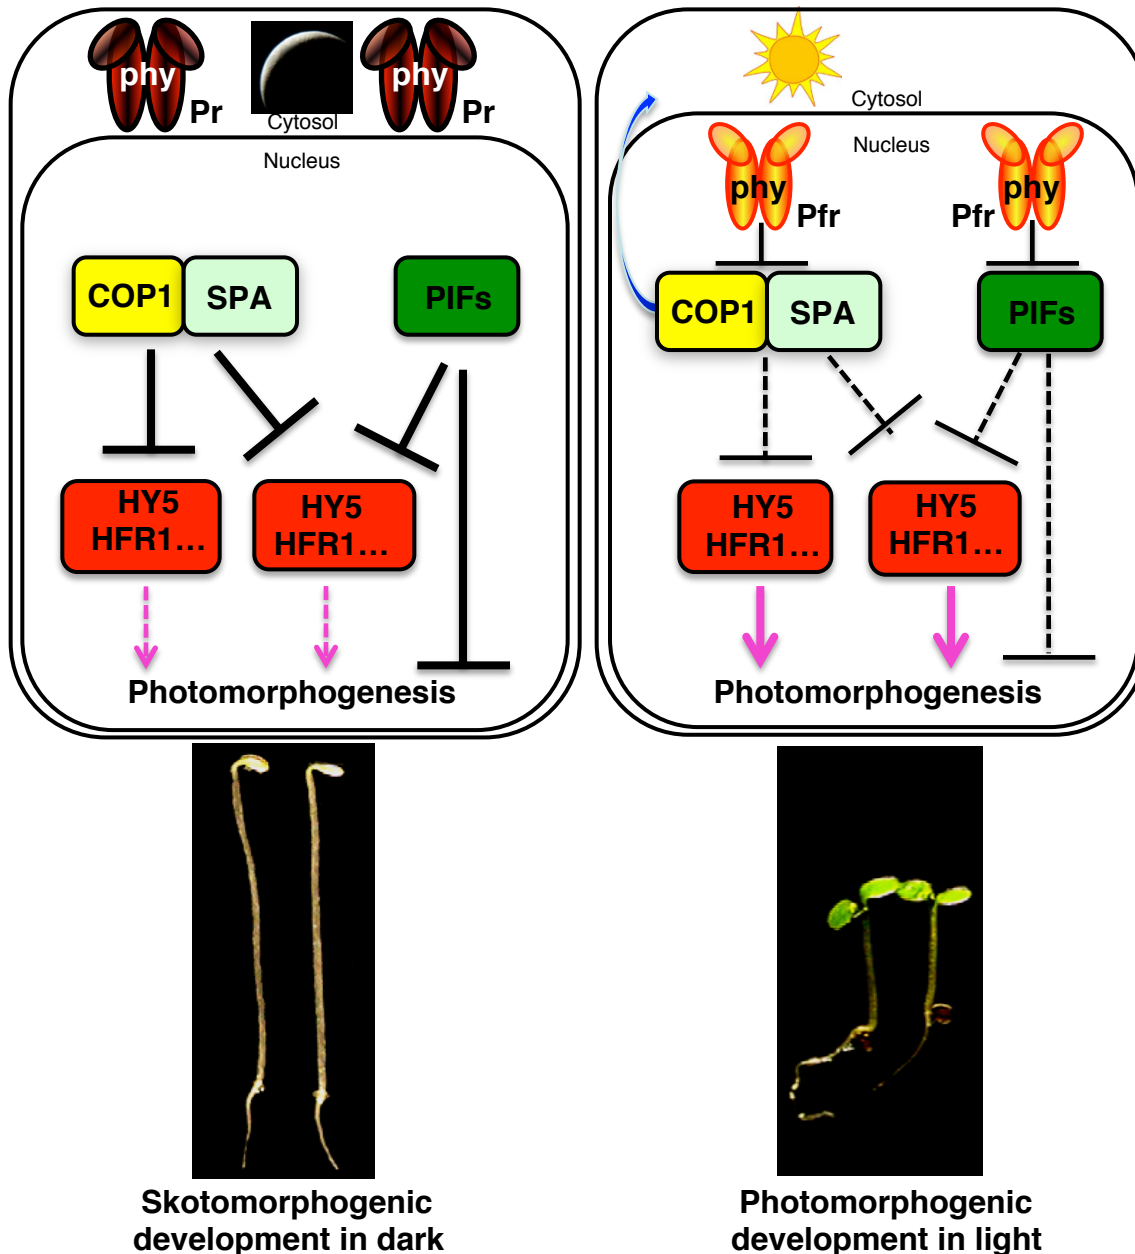 phy
Pr
phy
Pr
Cytosol
Nucleus
COP1
SPA
PIFs
HY5
HFR1...
HY5
HFR1...
Photomorphogenesis
Skotomorphogenic
development in dark
Cytosol
Nucleus
phy
Pfr
phy
Pfr
COP1
SPA
PIFs
HY5
HFR1...
HY5
HFR1...
Photomorphogenesis
Photomorphogenic
development in light